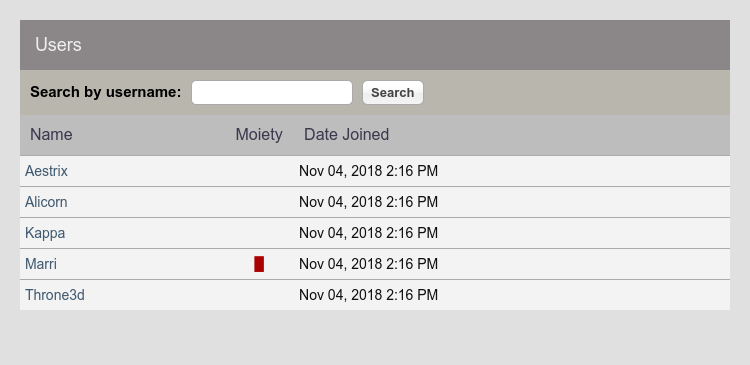 Users
Search by username: Search
Name Moiety Date Joined
Aestrix Nov 04, 2018 2:16 PM
Alicorn Nov 04, 2018 2:16 PM
Kappa Nov 04, 2018 2:16 PM
Marri Nov 04, 2018 2:16 PM
Throne3d Nov 04, 2018 2:16 PM